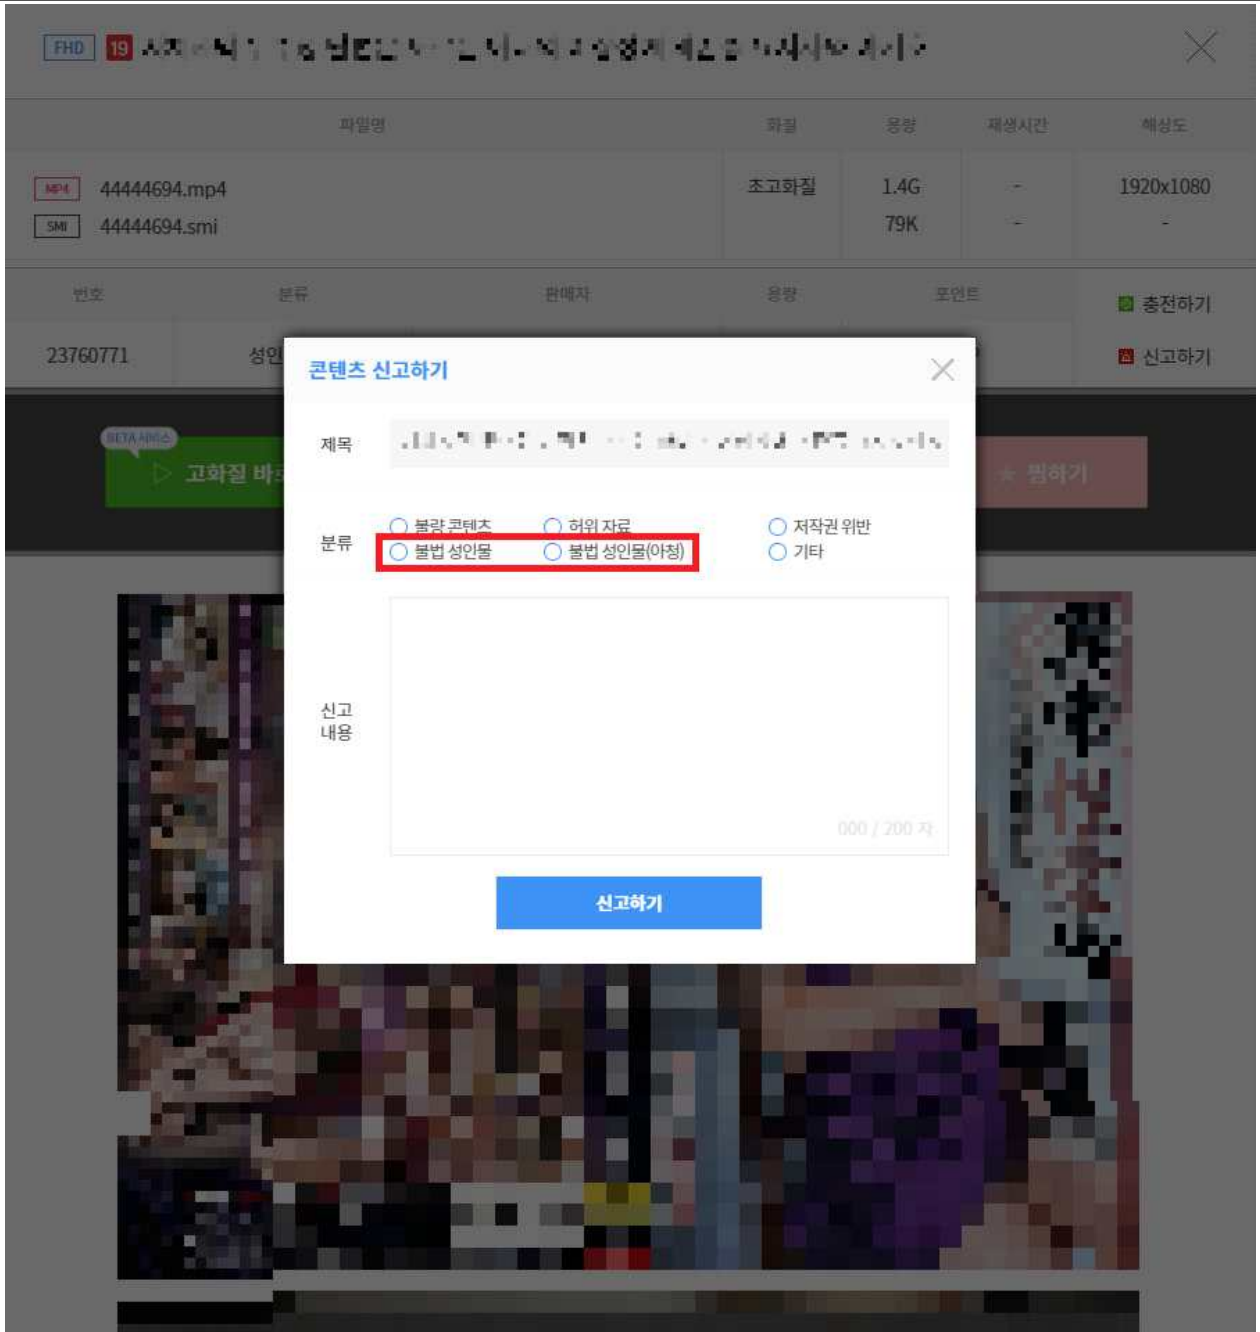 FHD 19
파일명 화질 용량 재생시간 해상도
MP4 44444694.mp4 초고화질 1.4G - 1920x1080
SMI 44444694.smi 79K - -
번호 분류 판매자 용량 포인트
충전하기
23760771 성인
신고하기
콘텐츠 신고하기
제목
BETA 서비스
고화질 바로
찜하기
분류
불량 콘텐츠 허위 자료 저작권 위반
불법 성인물 불법 성인물(아청) 기타
신고
내용
000 / 200 자
신고하기